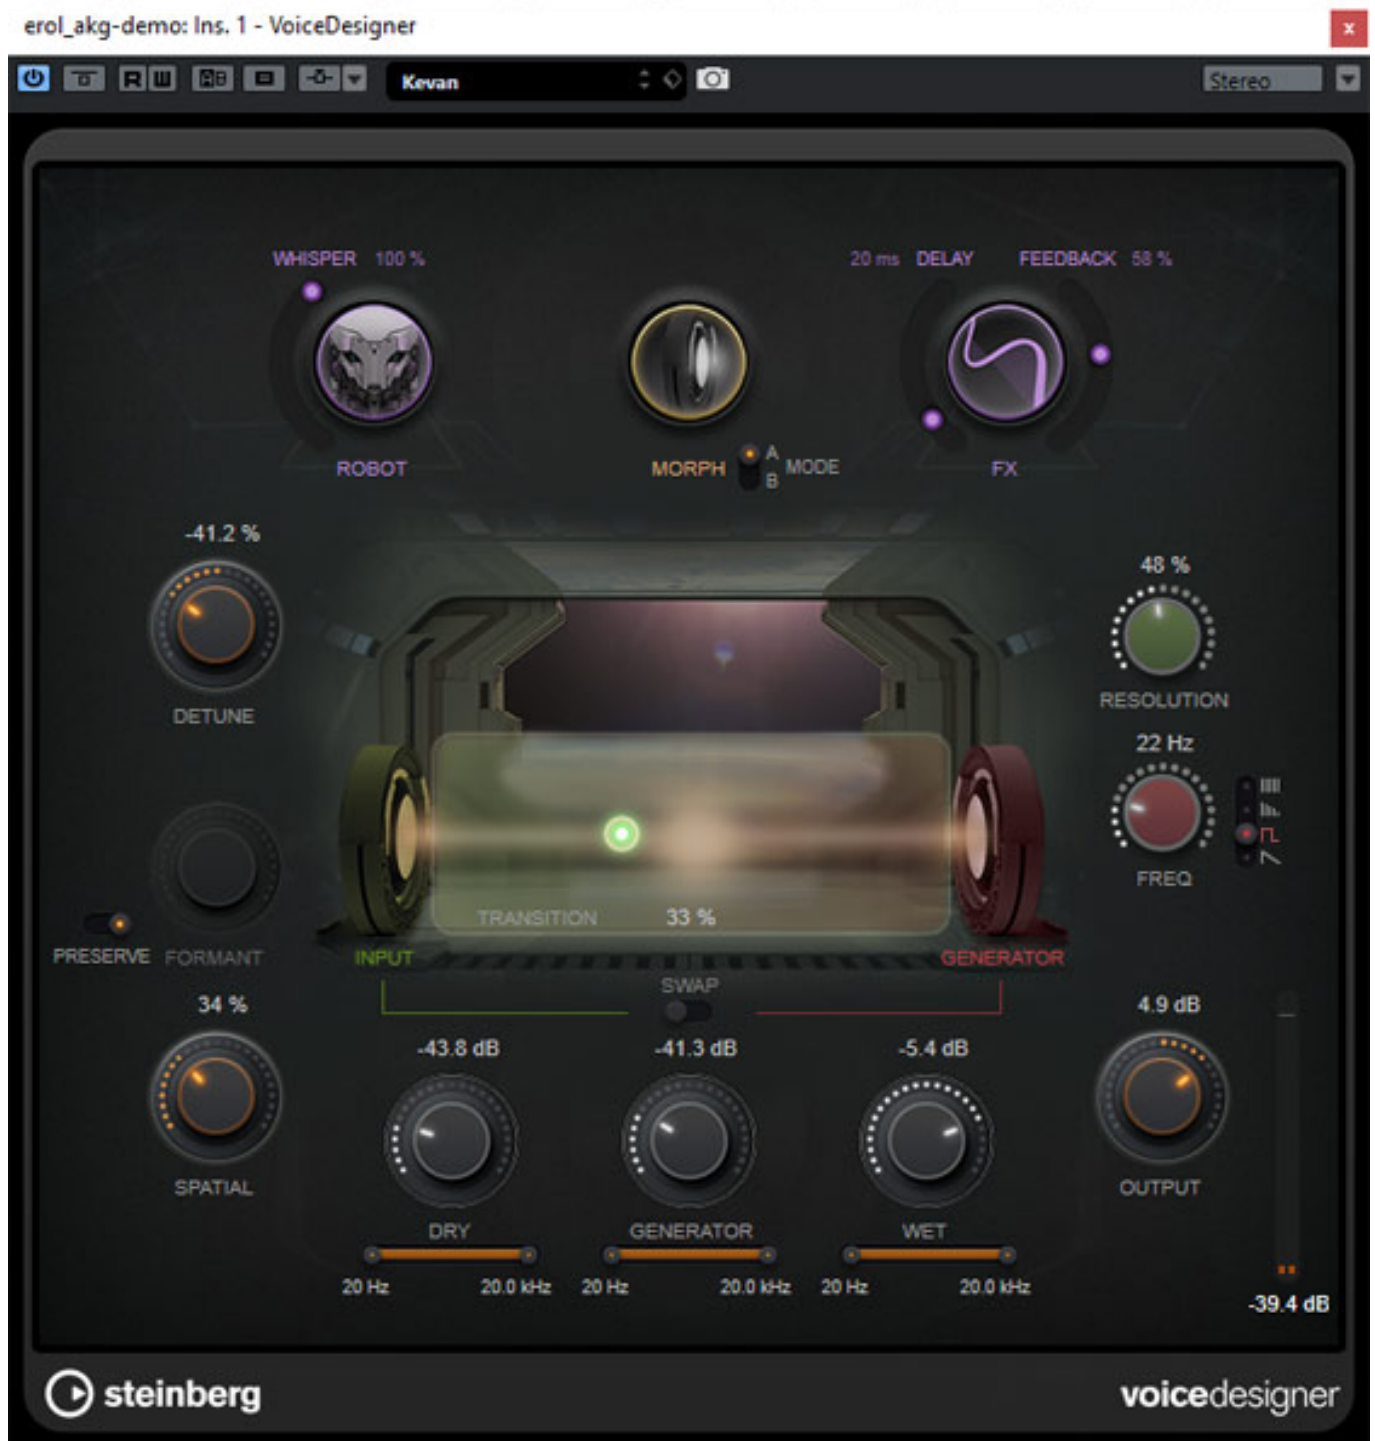 erol_akg-demo: Ins. 1 - VoiceDesigner
x
R W
Kevan
Stereo
WHISPER 100 %
20 ms DELAY FEEDBACK 58 %
ROBOT
MORPH A B MODE
FX
-41.2 %
48 %
DETUNE
RESOLUTION
22 Hz
FREQ
TRANSITION 33 %
PRESERVE FORMANT
INPUT
GENERATOR
SWAP
34 %
4.9 dB
-43.8 dB -41.3 dB -5.4 dB
SPATIAL
OUTPUT
DRY GENERATOR WET
20 Hz 20.0 kHz 20 Hz 20.0 kHz 20 Hz 20.0 kHz
-39.4 dB
steinberg
voicedesigner